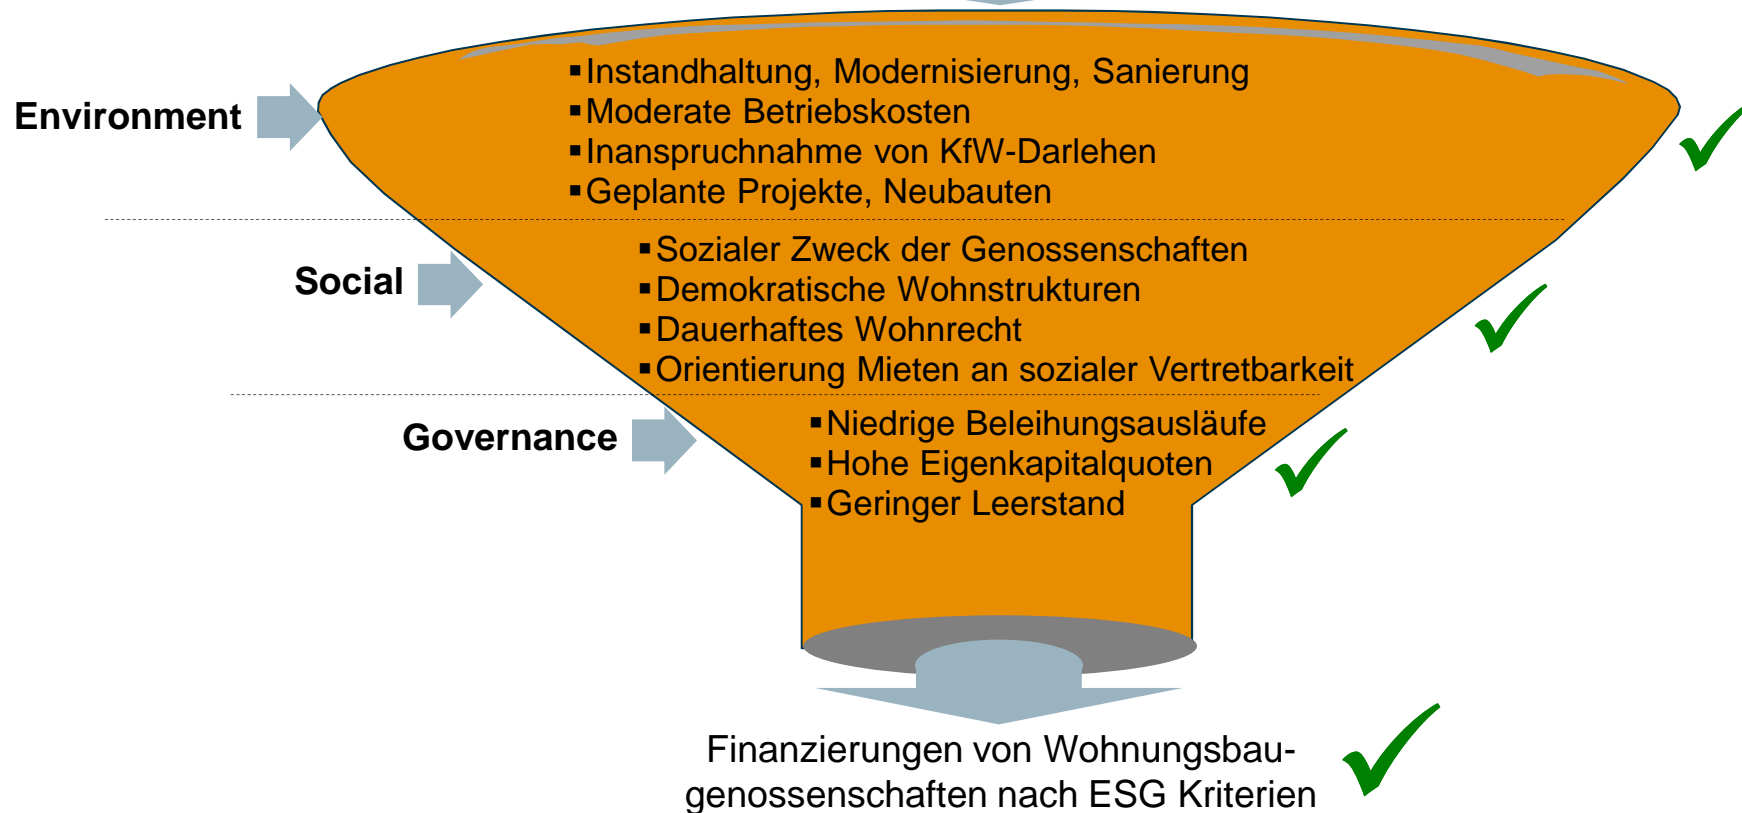 Environment
▪Instandhaltung, Modernisierung, Sanierung
▪Moderate Betriebskosten
▪Inanspruchnahme von KfW-Darlehen
▪Geplante Projekte, Neubauten
Social
▪Sozialer Zweck der Genossenschaften
▪Demokratische Wohnstrukturen
▪Dauerhaftes Wohnrecht
▪Orientierung Mieten an sozialer Vertretbarkeit
Governance
▪Niedrige Beleihungsausläufe
▪Hohe Eigenkapitalquoten
▪Geringer Leerstand
Finanzierungen von Wohnungsbau-
genossenschaften nach ESG Kriterien